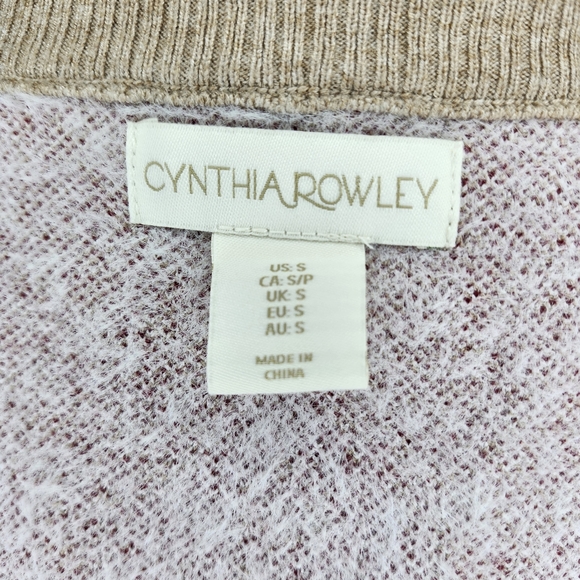 CYNTHIA ROWLEY
US: S
CA: S/P
UK: S
EU: S
AU: S
MADE IN
CHINA